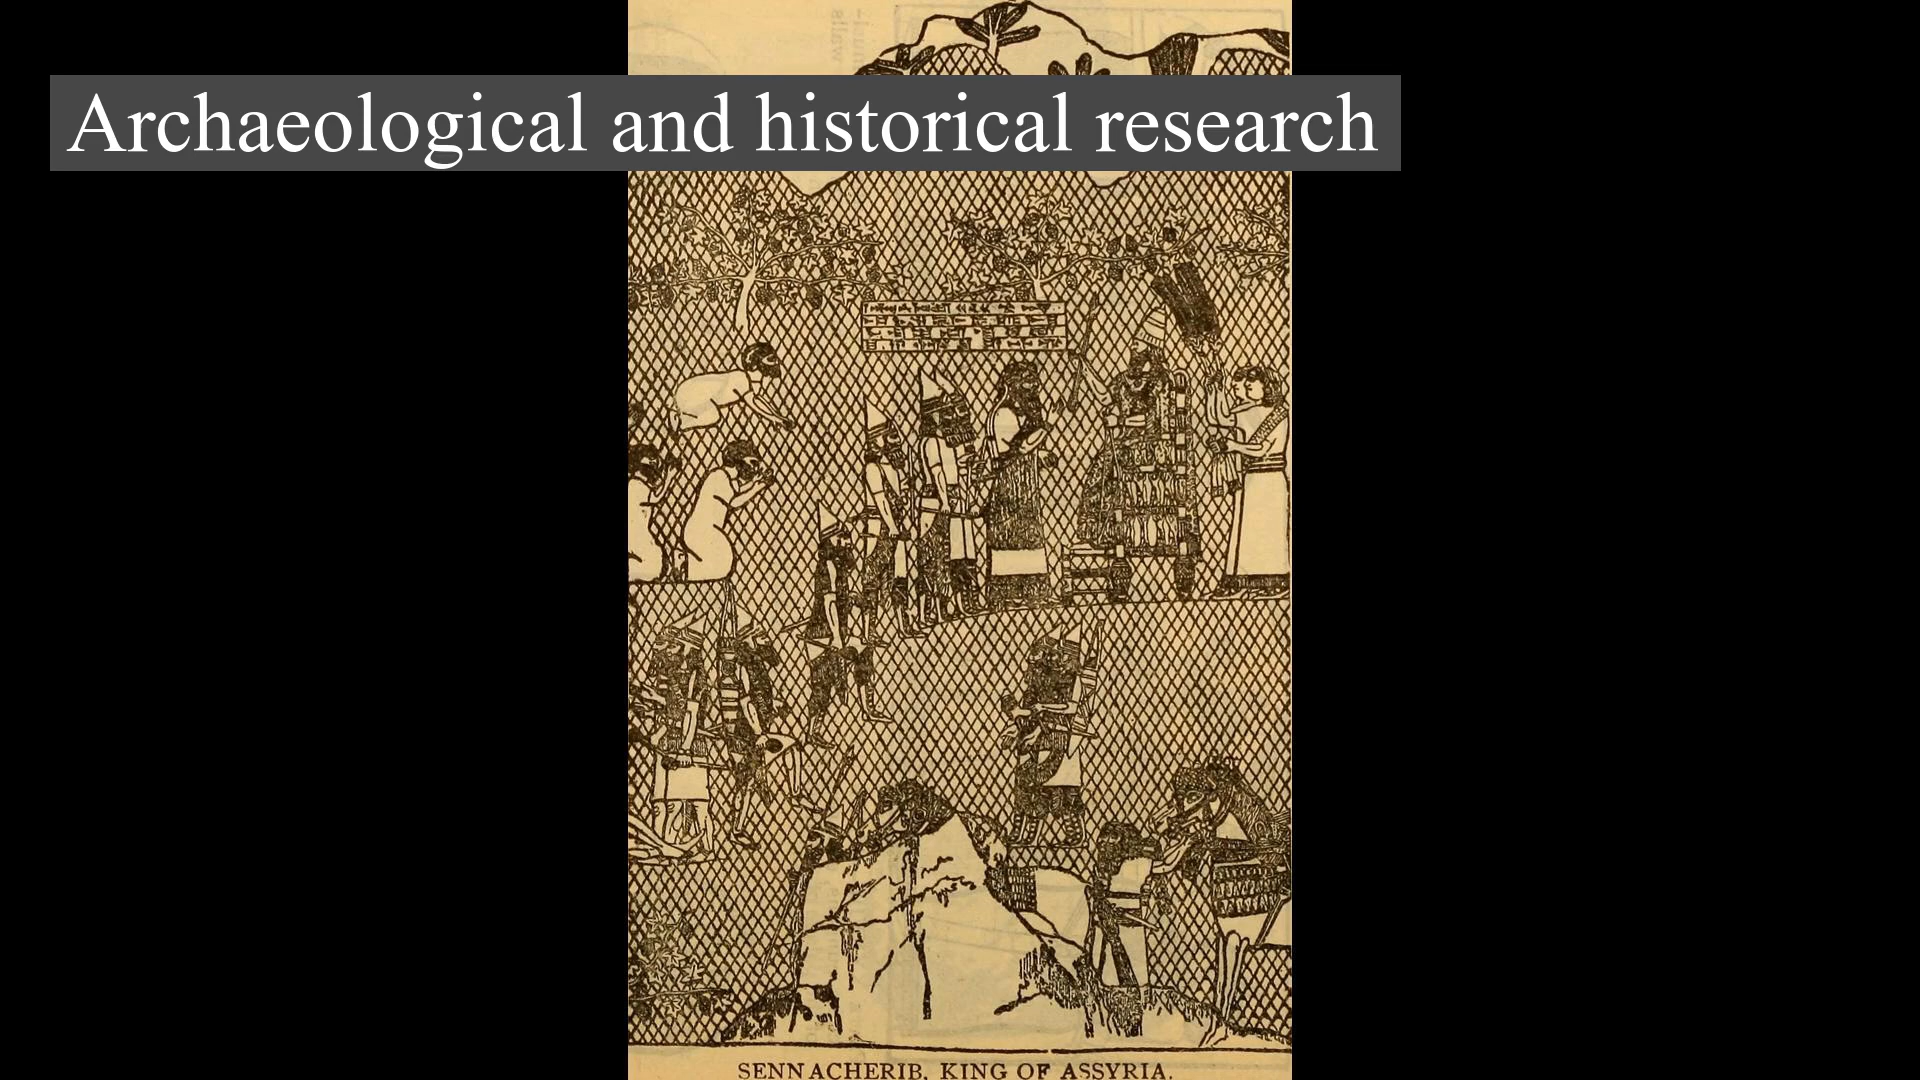 Archaeological and historical research
SENNACHERIB, KING OF ASSYRIA.